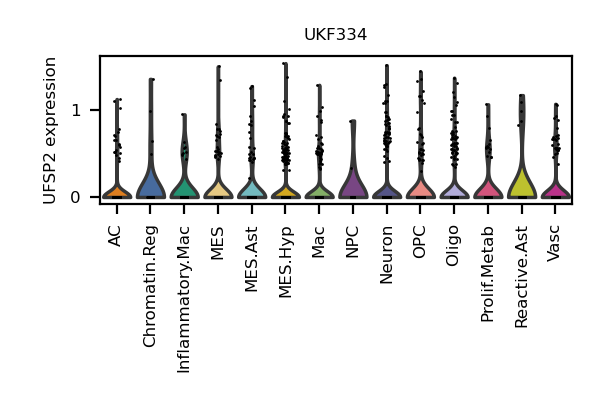 UKF334
UFSP2 expression
1
0
AC
Chromatin.Reg
Inflammatory.Mac
MES
MES.Ast
MES.Hyp
Mac
NPC
Neuron
OPC
Oligo
Prolif.Metab
Reactive.Ast
Vasc